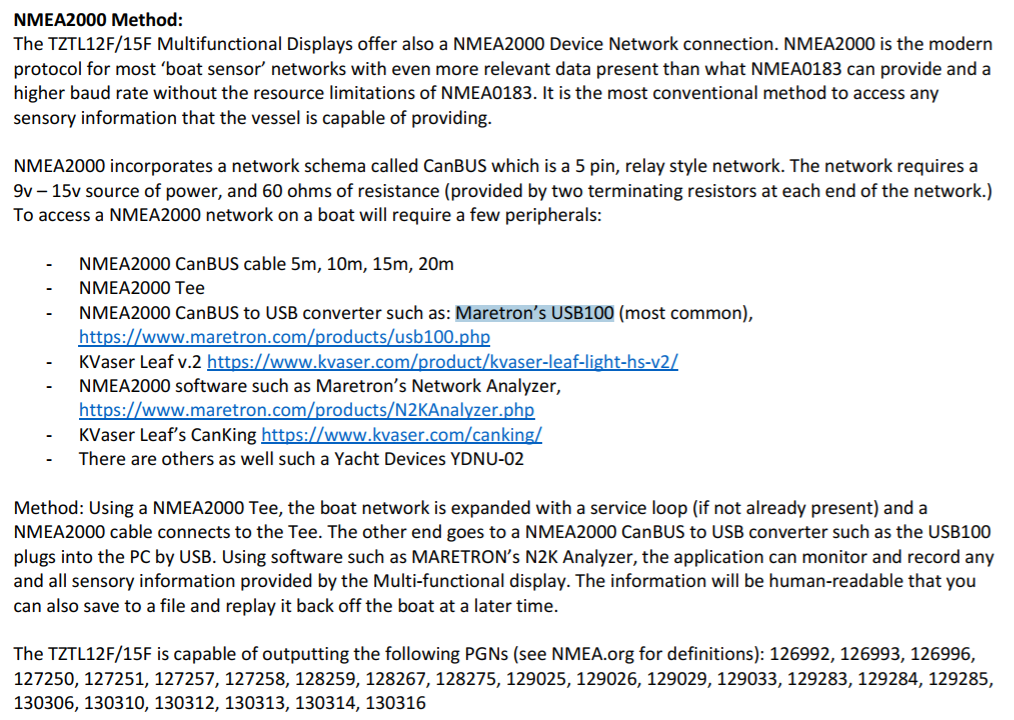 NMEA2000 Method:
The TZTL12F/15F Multifunctional Displays offer also a NMEA2000 Device Network connection. NMEA2000 is the modern
protocol for most ‘boat sensor’ networks with even more relevant data present than what NMEA0183 can provide and a
higher baud rate without the resource limitations of NMEA0183. It is the most conventional method to access any
sensory information that the vessel is capable of providing.
NMEA2000 incorporates a network schema called CanBUS which is a 5 pin, relay style network. The network requires a
9v – 15v source of power, and 60 ohms of resistance (provided by two terminating resistors at each end of the network.)
To access a NMEA2000 network on a boat will require a few peripherals:
- NMEA2000 CanBUS cable 5m, 10m, 15m, 20m
- NMEA2000 Tee
- NMEA2000 CanBUS to USB converter such as: Maretron’s USB100 (most common),
https://www.maretron.com/products/usb100.php
- KVaser Leaf v.2 https://www.kvaser.com/product/kvaser-leaf-light-hs-v2/
- NMEA2000 software such as Maretron’s Network Analyzer,
https://www.maretron.com/products/N2KAnalyzer.php
- KVaser Leaf’s CanKing https://www.kvaser.com/canking/
- There are others as well such a Yacht Devices YDNU-02
Method: Using a NMEA2000 Tee, the boat network is expanded with a service loop (if not already present) and a
NMEA2000 cable connects to the Tee. The other end goes to a NMEA2000 CanBUS to USB converter such as the USB100
plugs into the PC by USB. Using software such as MARETRON’s N2K Analyzer, the application can monitor and record any
and all sensory information provided by the Multi-functional display. The information will be human-readable that you
can also save to a file and replay it back off the boat at a later time.
The TZTL12F/15F is capable of outputting the following PGNs (see NMEA.org for definitions): 126992, 126993, 126996,
127250, 127251, 127257, 127258, 128259, 128267, 128275, 129025, 129026, 129029, 129033, 129283, 129284, 129285,
130306, 130310, 130312, 130313, 130314, 130316